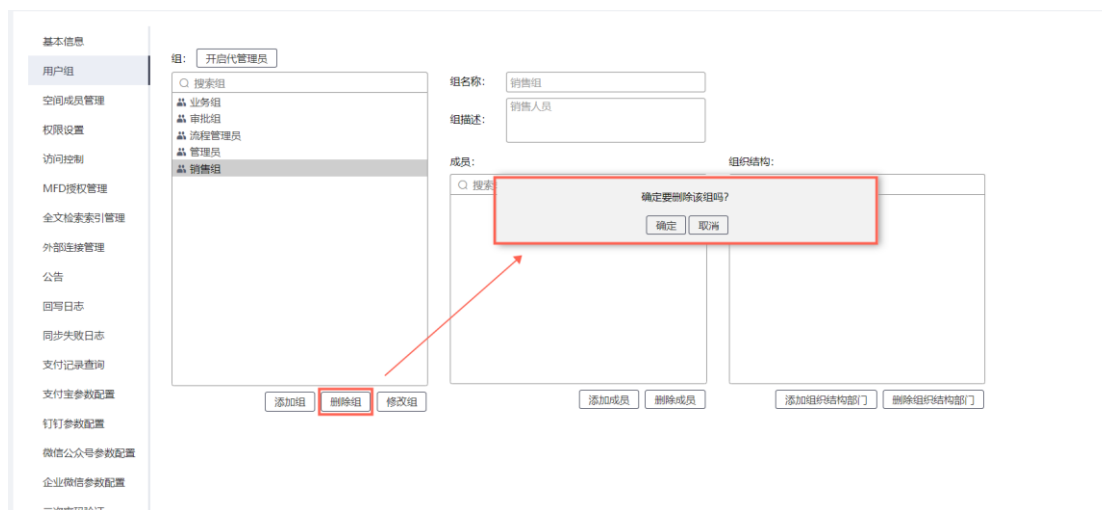 基本信息
用户组
空间成员管理
权限设置
访问控制
MFD授权管理
全文检索索引管理
外部连接管理
公告
回写日志
同步失败日志
支付记录查询
支付宝参数配置
钉钉参数配置
微信公众号参数配置
企业微信参数配置
组： 开启代管理员
搜索组
业务组
审批组
流程管理员
管理员
销售组
添加组 删除组 修改组
组名称： 销售组
组描述： 销售人员
成员：
搜索
添加成员 删除成员
组织结构：
添加组织结构部门 删除组织结构部门
确定要删除该组吗？
确定 取消